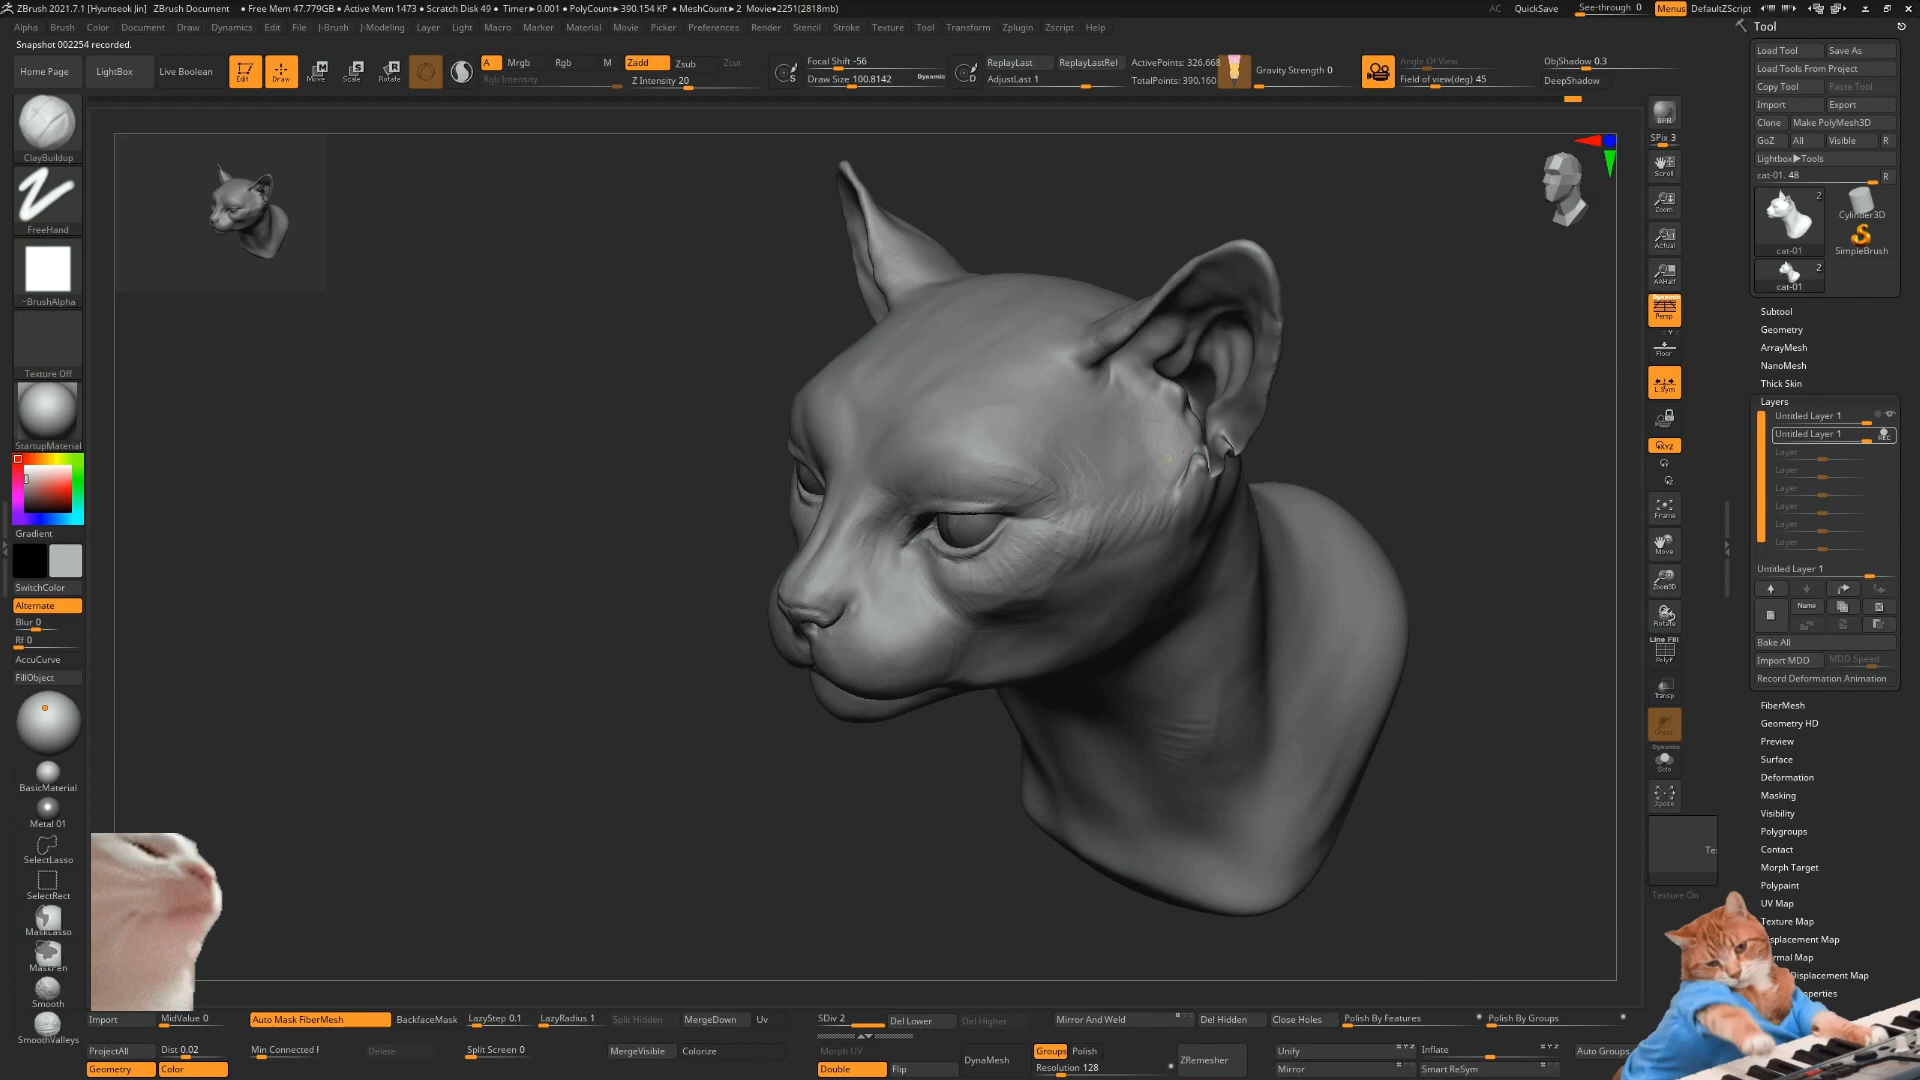 ZBrush 2021.7.1 [Hyunseok Jin] ZBrush Document ● Free Mem 47.779GB ● Active Mem 1473 ● Scratch Disk 49 ● Timer▶0.001 ● PolyCount▶390.154 KP ● MeshCount▶2 Movie●2251(2818mb) AC QuickSave See-through 0 Menus DefaultZScript
Alpha Brush Color Document Draw Dynamics Edit File J-Brush J-Modeling Layer Light Macro Marker Material Movie Picker Preferences Render Stencil Stroke Texture Tool Transform Zplugin Zscript Help
Snapshot 002254 recorded.
Home Page LightBox Live Boolean Edit Draw Move Scale Rotate
A Mrgb Rgb M Zadd Zsub Zcut
Rgb Intensity Z Intensity 20
Focal Shift -56
Draw Size 100.8142 Dynamic
ReplayLast ReplayLastRel
AdjustLast 1
ActivePoints: 326,668
TotalPoints: 390,160
Gravity Strength 0
Angle Of View
Field of view(deg) 45
ObjShadow 0.3
DeepShadow
ClayBuildup
FreeHand
~BrushAlpha
Texture Off
StartupMaterial
Gradient
SwitchColor
Alternate
Blur 0
Rf 0
AccuCurve
FillObject
BasicMaterial
Metal 01
SelectLasso
SelectRect
MaskLasso
MaskPen
Smooth
SmoothValleys
BPR
SPix 3
Scroll
Zoom
Actual
AAHalf
Dynamic
Persp
Floor
L.Sym
XYZ
Frame
Move
Zoom3D
Rotate
Line Fill
PolyF
Transp
Ghost
Dynamic
Solo
Xpose
Texture On
Tool
Load Tool Save As
Load Tools From Project
Copy Tool Paste Tool
Import Export
Clone Make PolyMesh3D
GoZ All Visible R
Lightbox▶Tools
cat-01. 48 R
2
Cylinder3D
cat-01 SimpleBrush
2
cat-01
Subtool
Geometry
ArrayMesh
NanoMesh
Thick Skin
Layers
Untitled Layer 1
Untitled Layer 1 REC
Layer
Layer
Layer
Layer
Layer
Layer
Untitled Layer 1
Name
Bake All
Import MDD MDD Speed
Record Deformation Animation
FiberMesh
Geometry HD
Preview
Surface
Deformation
Masking
Visibility
Polygroups
Contact
Morph Target
Polypaint
UV Map
Texture Map
splacement Map
rmal Map
Displacement Map
operties
Import MidValue 0 Auto Mask FiberMesh BackfaceMask LazyStep 0.1 LazyRadius 1 Split Hidden MergeDown Uv SDiv 2 Del Lower Del Higher Mirror And Weld Del Hidden Close Holes Polish By Features Polish By Groups
ProjectAll Dist 0.02 Min Connected Delete Split Screen 0 MergeVisible Colorize Morph UV DynaMesh Groups Polish ZRemesher Unify Inflate Auto Groups
Geometry Color Double Flip Resolution 128 Mirror Smart ReSym